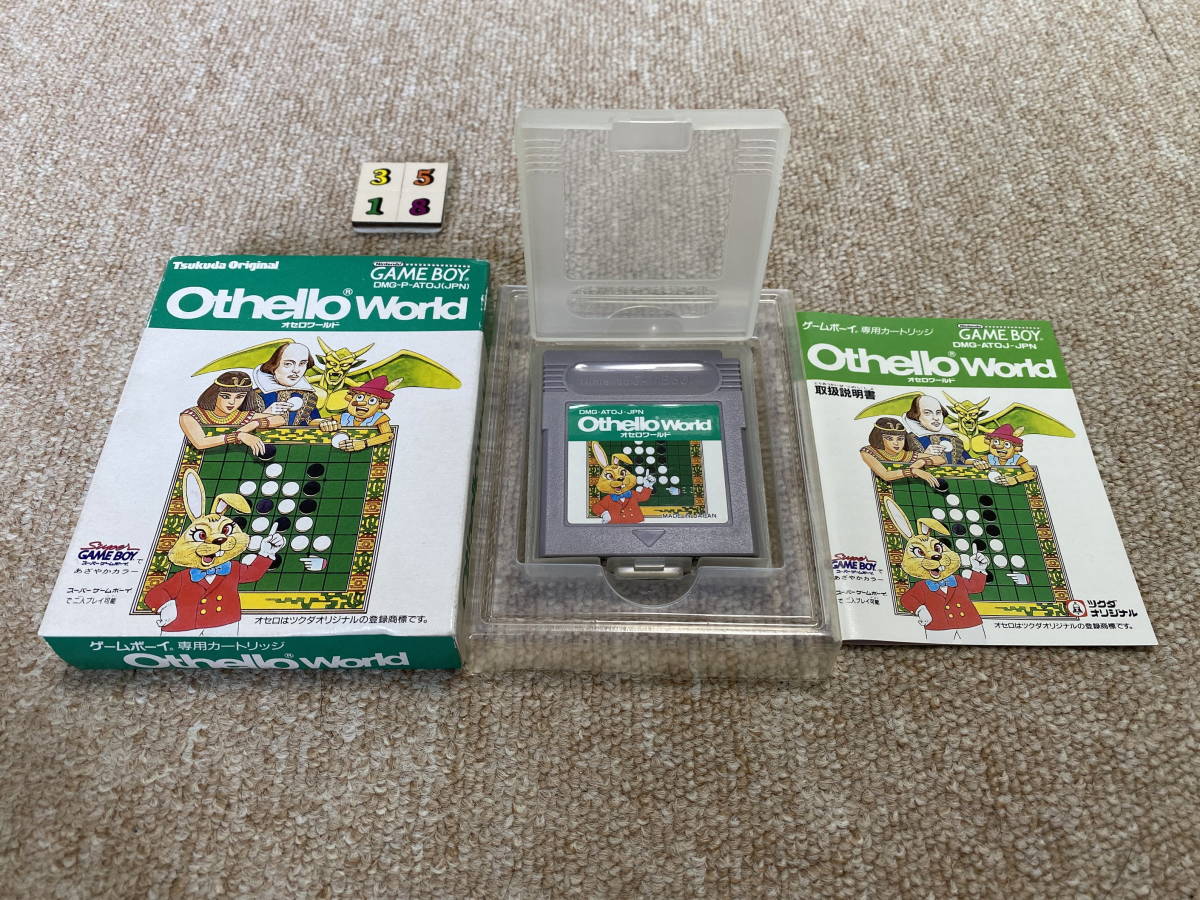 3 5
1 8
Tsukuda Original
Nintendo
GAME BOY®
DMG-P-ATOJ(JPN)
Othello® World
オセロワールド
Super
GAME BOY で
スーパーゲームボーイ
あざやかカラー
スーパーゲームボーイ
で二人プレイ可能
オセロはツクダオリジナルの登録商標です。
ゲームボーイ® 専用カートリッジ
Othello® World
DMG-ATOJ-JPN
Othello® World
オセロワールド
MADE IN JAPAN
ゲームボーイ® 専用カートリッジ
Nintendo
GAME BOY®
DMG-ATOJ-JPN
Othello® World
オセロワールド
取扱説明書
Super
GAME BOY で
スーパーゲームボーイ
あざやかカラー
スーパーゲームボーイ
で二人プレイ可能
ツクダ
オリジナル
オセロはツクダオリジナルの登録商標です。